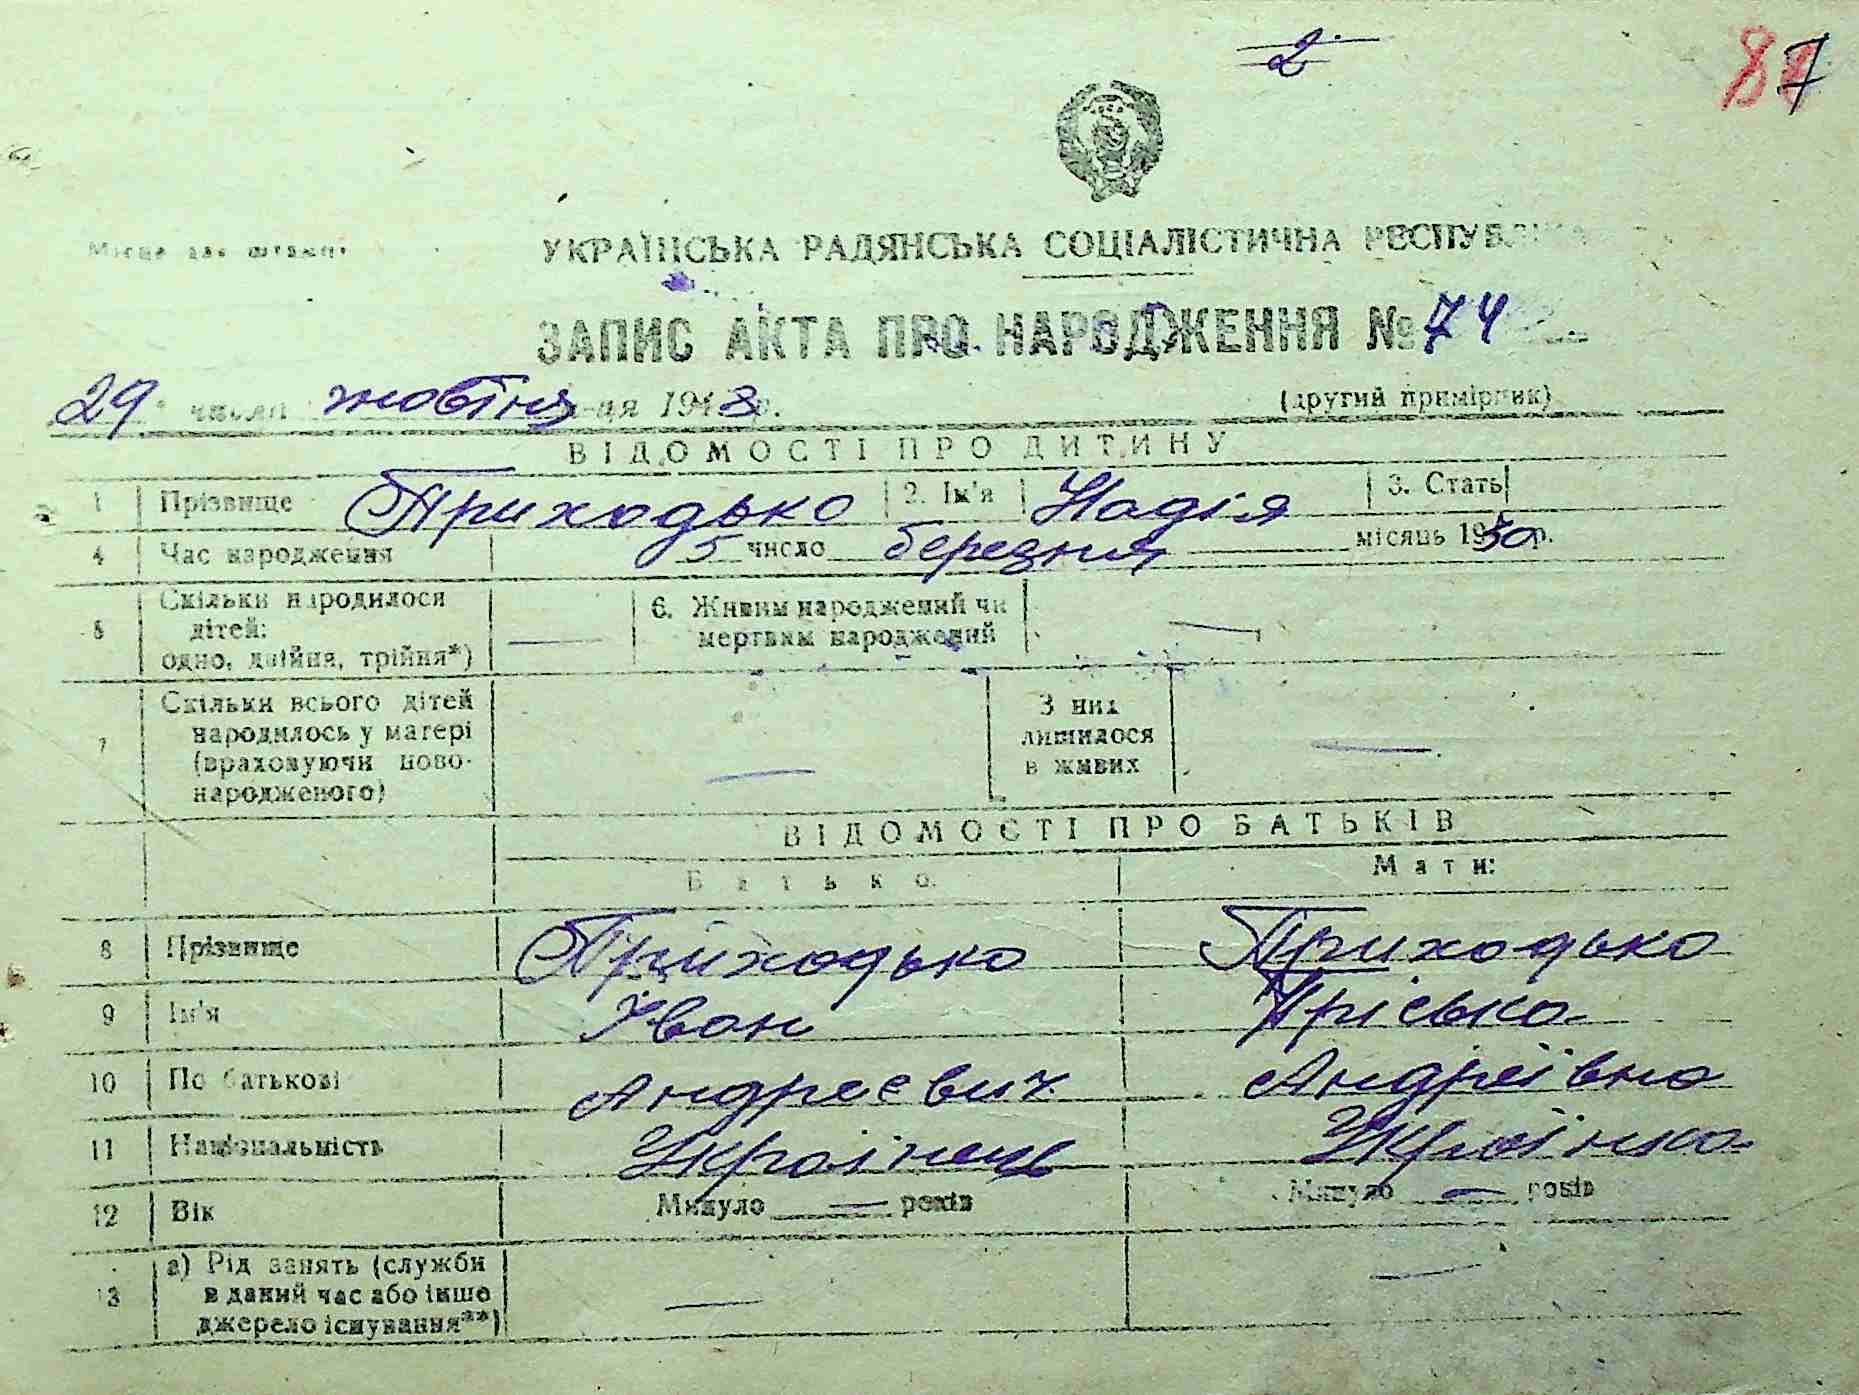 2
87
Місце для штампу
УКРАЇНСЬКА РАДЯНСЬКА СОЦІАЛІСТИЧНА РЕСПУБЛІКА
ЗАПИС АКТА ПРО НАРОДЖЕННЯ № 74
29 числа жовтня м-ця 1948 р. (другий примірник)
ВІДОМОСТІ ПРО ДИТИНУ
1 Прізвище Приходько 2. Ім'я Надія 3. Стать
4 Час народження 5 число березня місяць 1930 р.
5 Скільки народилося дітей: одно, двійня, трійня*) — 6. Живим народжений чи мертвим народжений —
7 Скільки всього дітей народилось у матері (враховуючи новонародженого) — З них лишилося в живих —
ВІДОМОСТІ ПРО БАТЬКІВ
Батько: Мати:
8 Прізвище Приходько Приходько
9 Ім'я Іван Пріська
10 По батькові Андреєвич Андріївна
11 Національність Українець Українка
12 Вік Минуло — років Минуло — років
13 а) Рід занять (служби в даний час або інше джерело існування**) — —